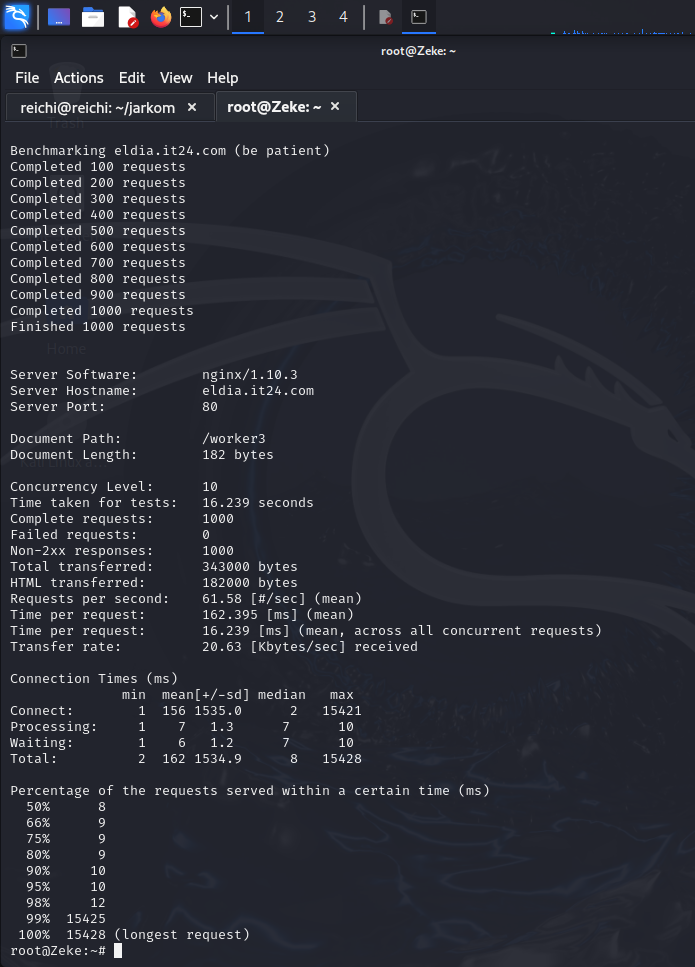 1 2 3 4
root@Zeke: ~
File Actions Edit View Help
reichi@reichi: ~/jarkom × root@Zeke: ~ ×
Trash
Benchmarking eldia.it24.com (be patient)
Completed 100 requests
Completed 200 requests
Completed 300 requests
Completed 400 requests
Completed 500 requests
Completed 600 requests
Completed 700 requests
Completed 800 requests
Completed 900 requests
Completed 1000 requests
Finished 1000 requests
Home
Server Software: nginx/1.10.3
Server Hostname: eldia.it24.com
Server Port: 80
Document Path: /worker3
Document Length: 182 bytes
Concurrency Level: 10
Time taken for tests: 16.239 seconds
Complete requests: 1000
Failed requests: 0
Non-2xx responses: 1000
Total transferred: 343000 bytes
HTML transferred: 182000 bytes
Requests per second: 61.58 [#/sec] (mean)
Time per request: 162.395 [ms] (mean)
Time per request: 16.239 [ms] (mean, across all concurrent requests)
Transfer rate: 20.63 [Kbytes/sec] received
Connection Times (ms)
min mean[+/-sd] median max
Connect: 1 156 1535.0 2 15421
Processing: 1 7 1.3 7 10
Waiting: 1 6 1.2 7 10
Total: 2 162 1534.9 8 15428
Percentage of the requests served within a certain time (ms)
50% 8
66% 9
75% 9
80% 9
90% 10
95% 10
98% 12
99% 15425
100% 15428 (longest request)
root@Zeke:~#